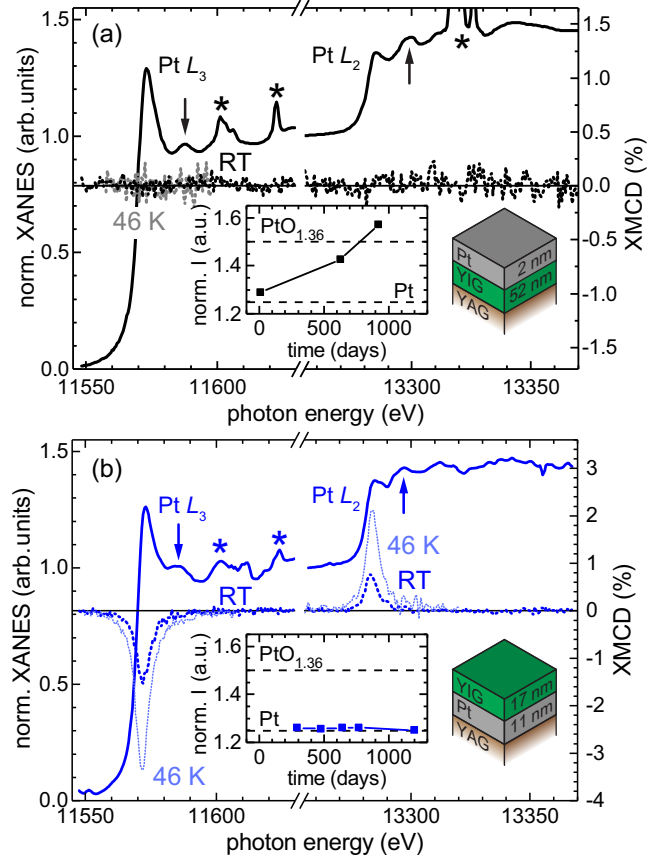 (a)
1.5
1.0
0.5
0.0
norm. XANES (arb.units)
Pt L3
*
*
Pt L2
*
RT
46 K
1.5
1.0
0.5
0.0
-0.5
-1.0
-1.5
XMCD (%)
norm. I (a.u.)
1.6
1.4
1.2
PtO1.36
Pt
0
500
1000
time (days)
Pt
2 nm
YIG
52 nm
YAG
11550
11600
13300
13350
photon energy (eV)
(b)
1.5
1.0
0.5
0.0
norm. XANES (arb.units)
Pt L3
*
*
Pt L2
46 K
RT
RT
46 K
3
2
1
0
-1
-2
-3
-4
XMCD (%)
norm. I (a.u.)
1.6
1.4
1.2
PtO1.36
Pt
0
500
1000
time (days)
YIG
17 nm
Pt
11 nm
YAG
11550
11600
13300
13350
photon energy (eV)